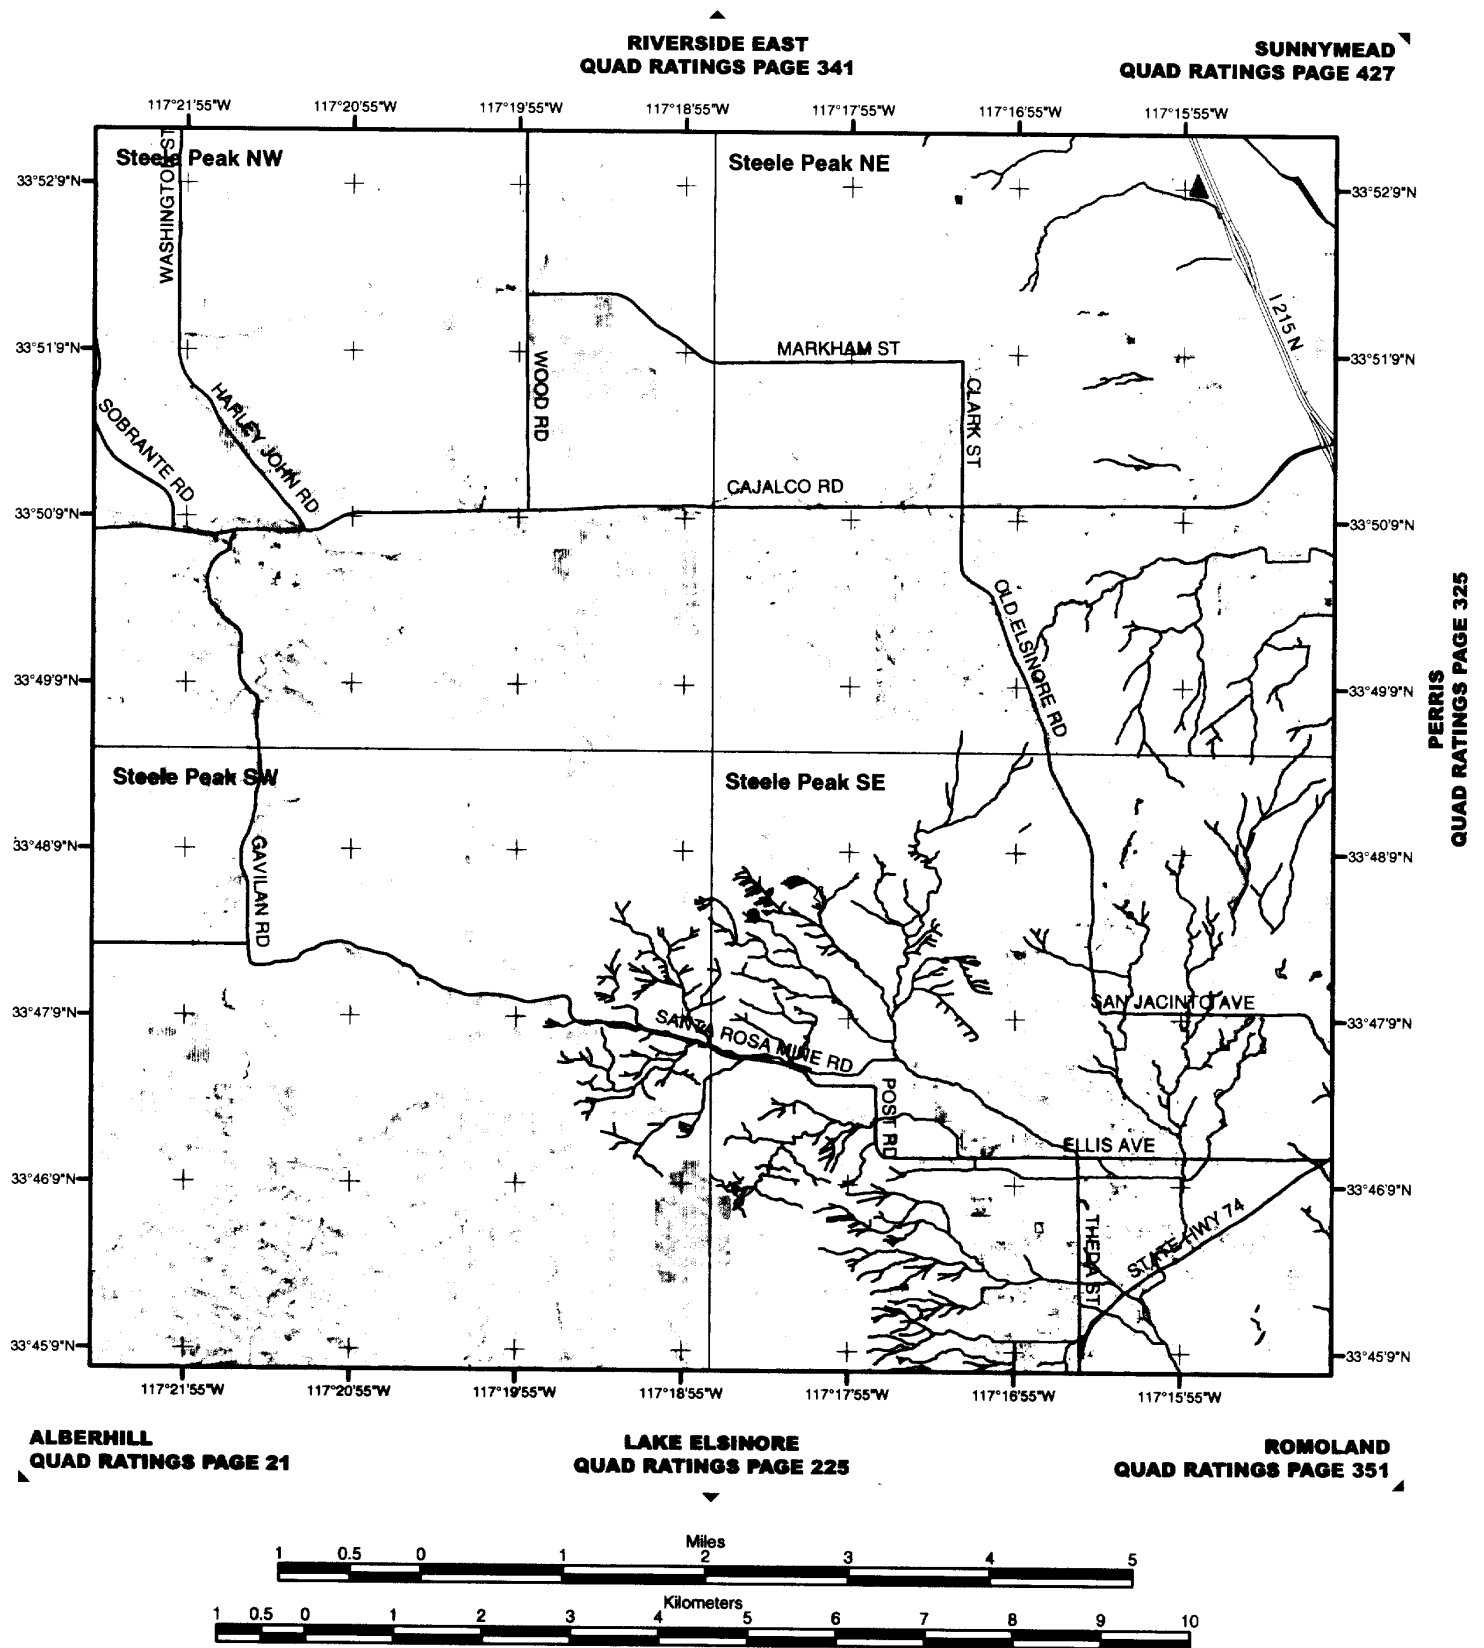 RIVERSIDE EAST
QUAD RATINGS PAGE 341
SUNNYMEAD
QUAD RATINGS PAGE 427
117°21'55"W 117°20'55"W 117°19'55"W 117°18'55"W 117°17'55"W 117°16'55"W 117°15'55"W
Steele Peak NW
Steele Peak NE
WASHINGTON ST
33°52'9"N
33°52'9"N
I 215 N
33°51'9"N
33°51'9"N
MARKHAM ST
WOOD RD
CLARK ST
HARLEY JOHN RD
SOBRANTE RD
CAJALCO RD
33°50'9"N
33°50'9"N
OLD ELSINORE RD
PERRIS
QUAD RATINGS PAGE 325
33°49'9"N
33°49'9"N
Steele Peak SW
Steele Peak SE
33°48'9"N
33°48'9"N
GAVILAN RD
SAN JACINTO AVE
33°47'9"N
33°47'9"N
SANTA ROSA MINE RD
POST RD
ELLIS AVE
33°46'9"N
33°46'9"N
THEDA ST
STATE HWY 74
33°45'9"N
33°45'9"N
117°21'55"W 117°20'55"W 117°19'55"W 117°18'55"W 117°17'55"W 117°16'55"W 117°15'55"W
ALBERHILL
QUAD RATINGS PAGE 21
LAKE ELSINORE
QUAD RATINGS PAGE 225
ROMOLAND
QUAD RATINGS PAGE 351
Miles
1 0.5 0 1 2 3 4 5
Kilometers
1 0.5 0 1 2 3 4 5 6 7 8 9 10